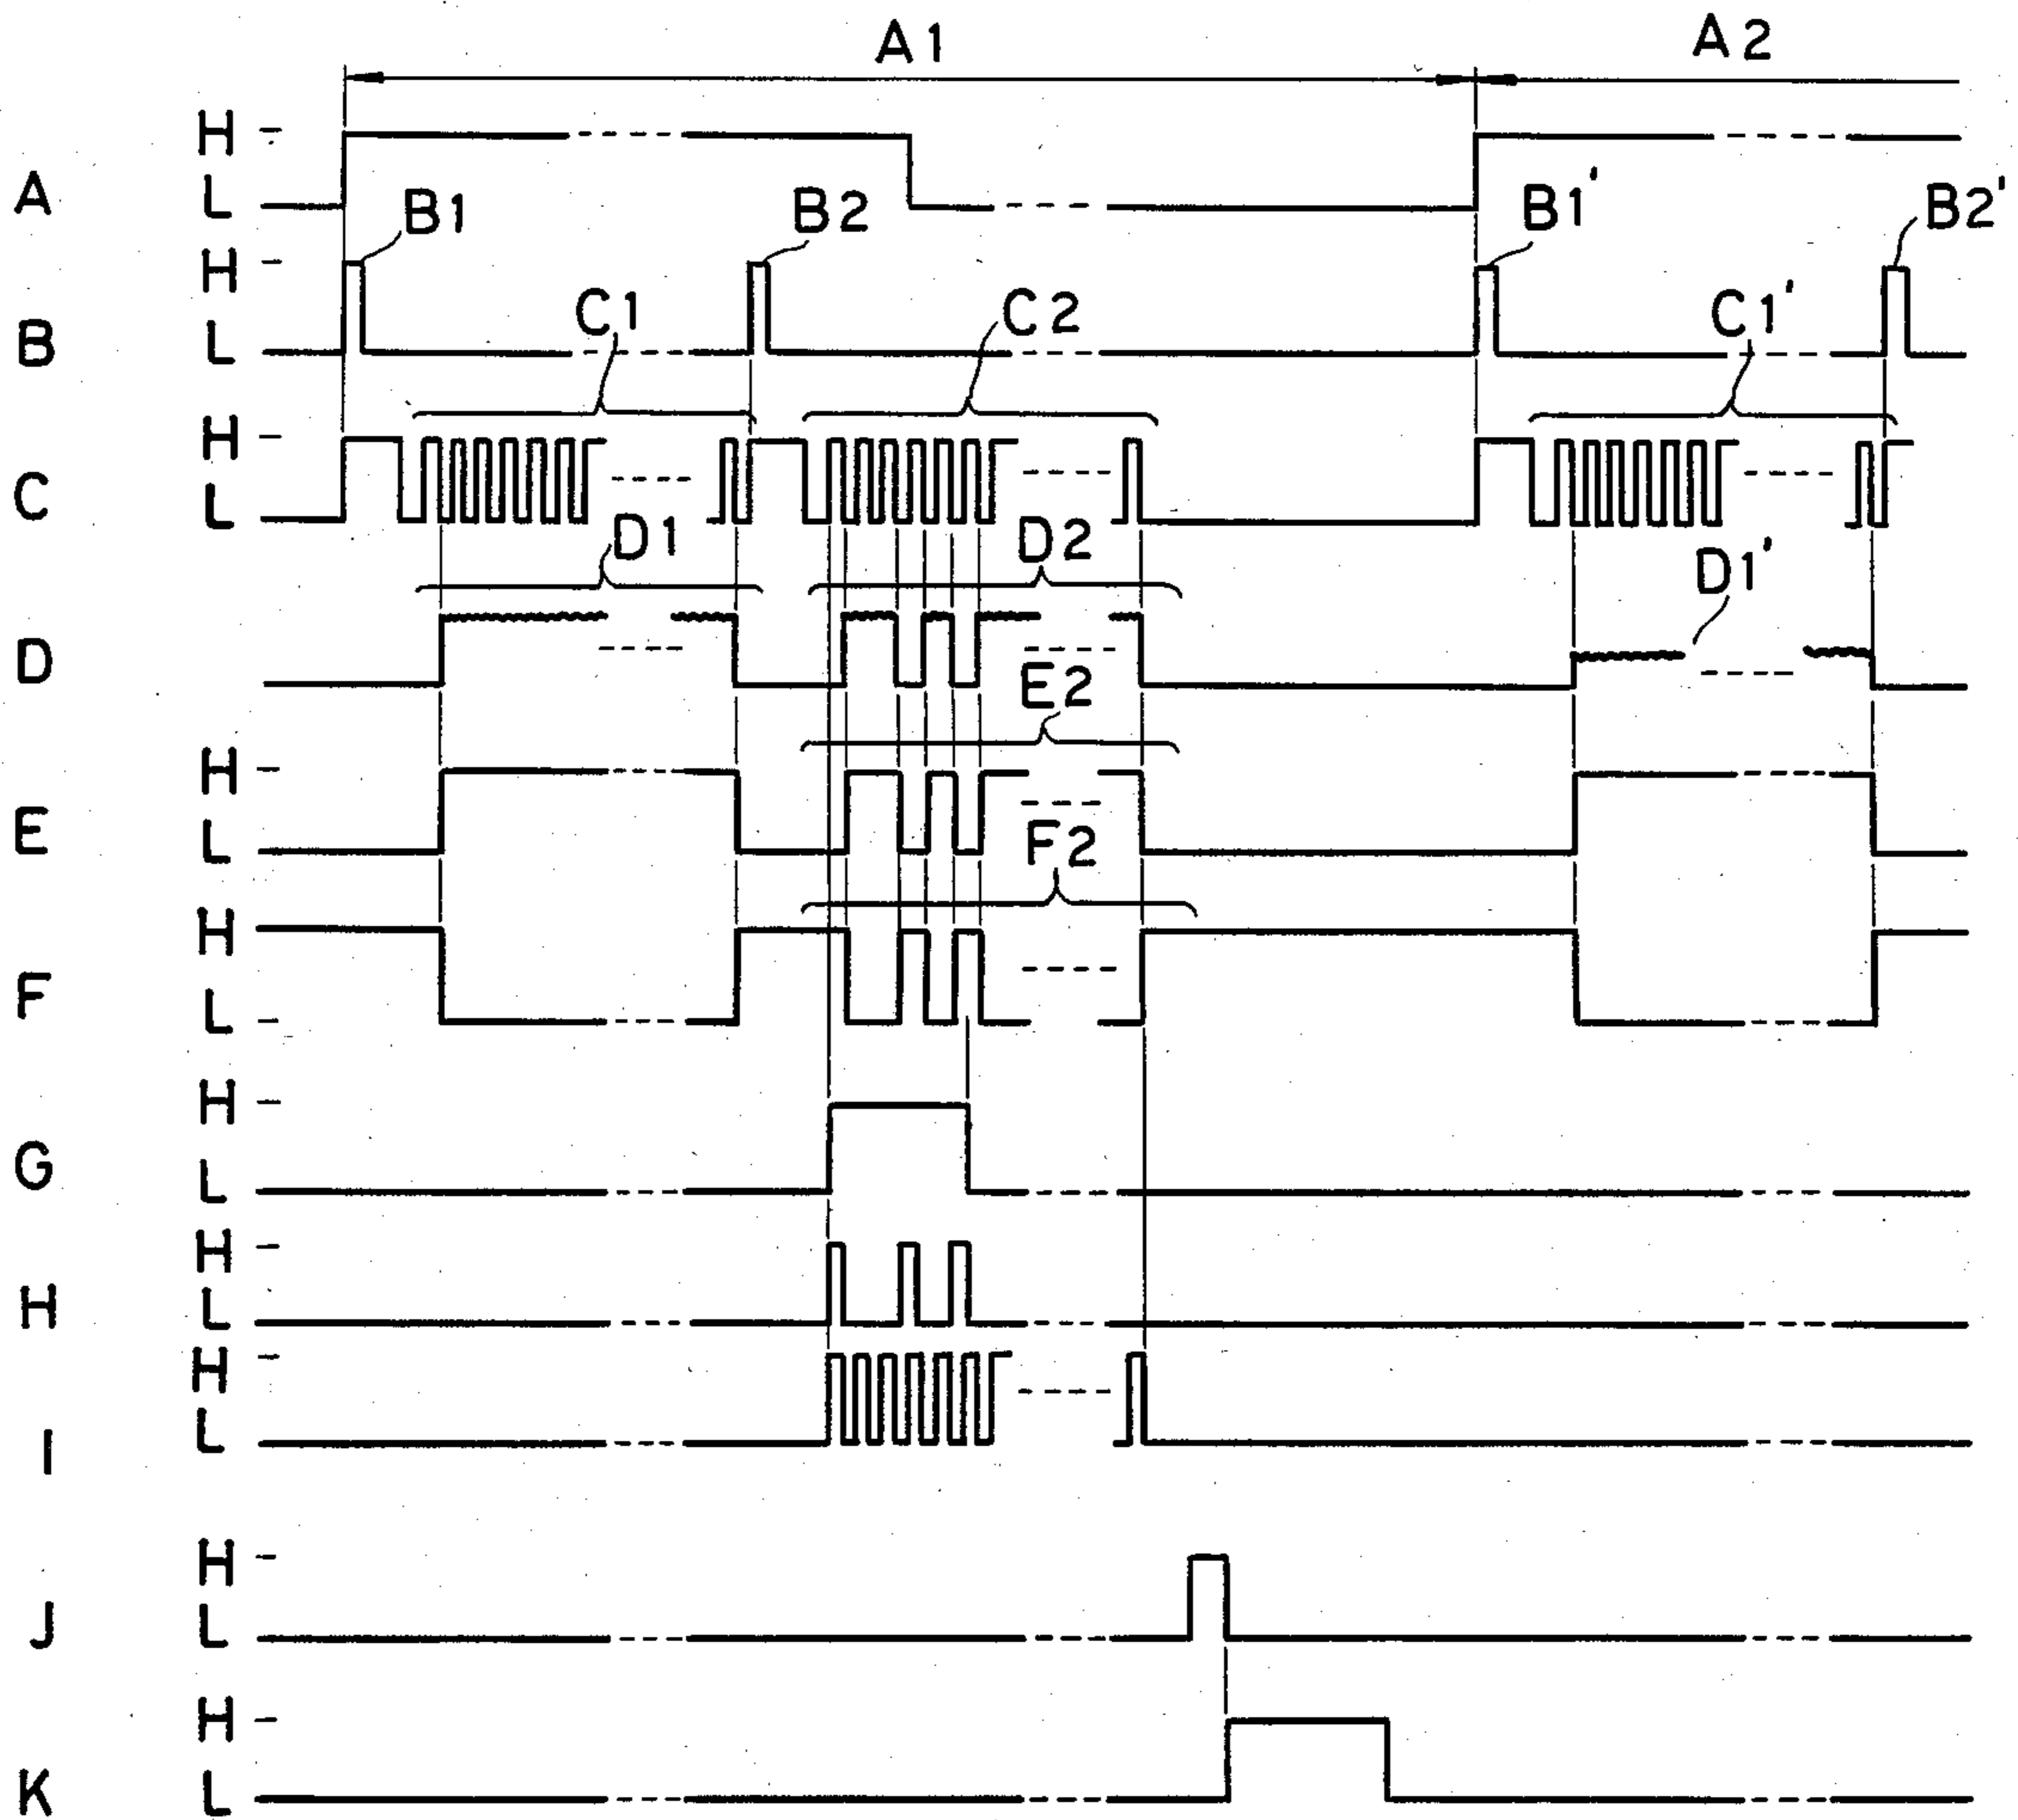 A1 A2
H
A L
B1 B2 B1' B2'
H
B L
C1 C2 C1'
H
C L
D1 D2 D1'
D
E2
H
E L
F2
H
F L
H
G L
H
H L
H
I L
H
J L
H
K L